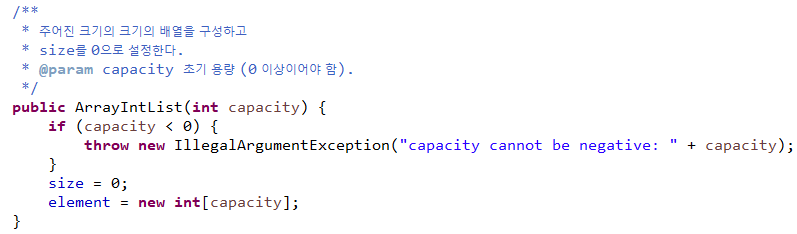 /**
 * 주어진 크기의 크기의 배열을 구성하고
 * size를 0으로 설정한다.
 * @param capacity 초기 용량 (0 이상이어야 함).
 */
public ArrayIntList(int capacity) {
    if (capacity < 0) {
        throw new IllegalArgumentException("capacity cannot be negative: " + capacity);
    }
    size = 0;
    element = new int[capacity];
}